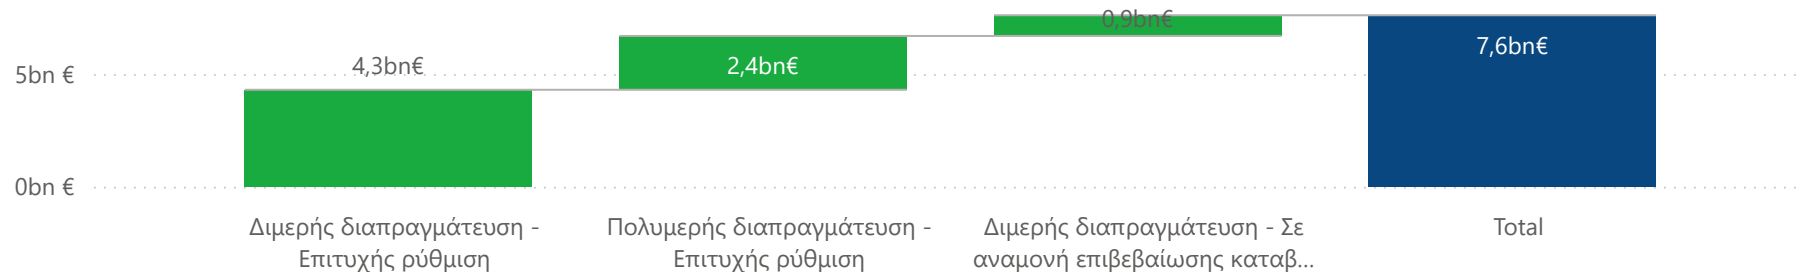 0,9bn€
7,6bn€
4,3bn€
2,4bn€
5bn €
0bn €
Διμερής διαπραγμάτευση -
Επιτυχής ρύθμιση
Πολυμερής διαπραγμάτευση -
Επιτυχής ρύθμιση
Διμερής διαπραγμάτευση - Σε
αναμονή επιβεβαίωσης καταβ...
Total